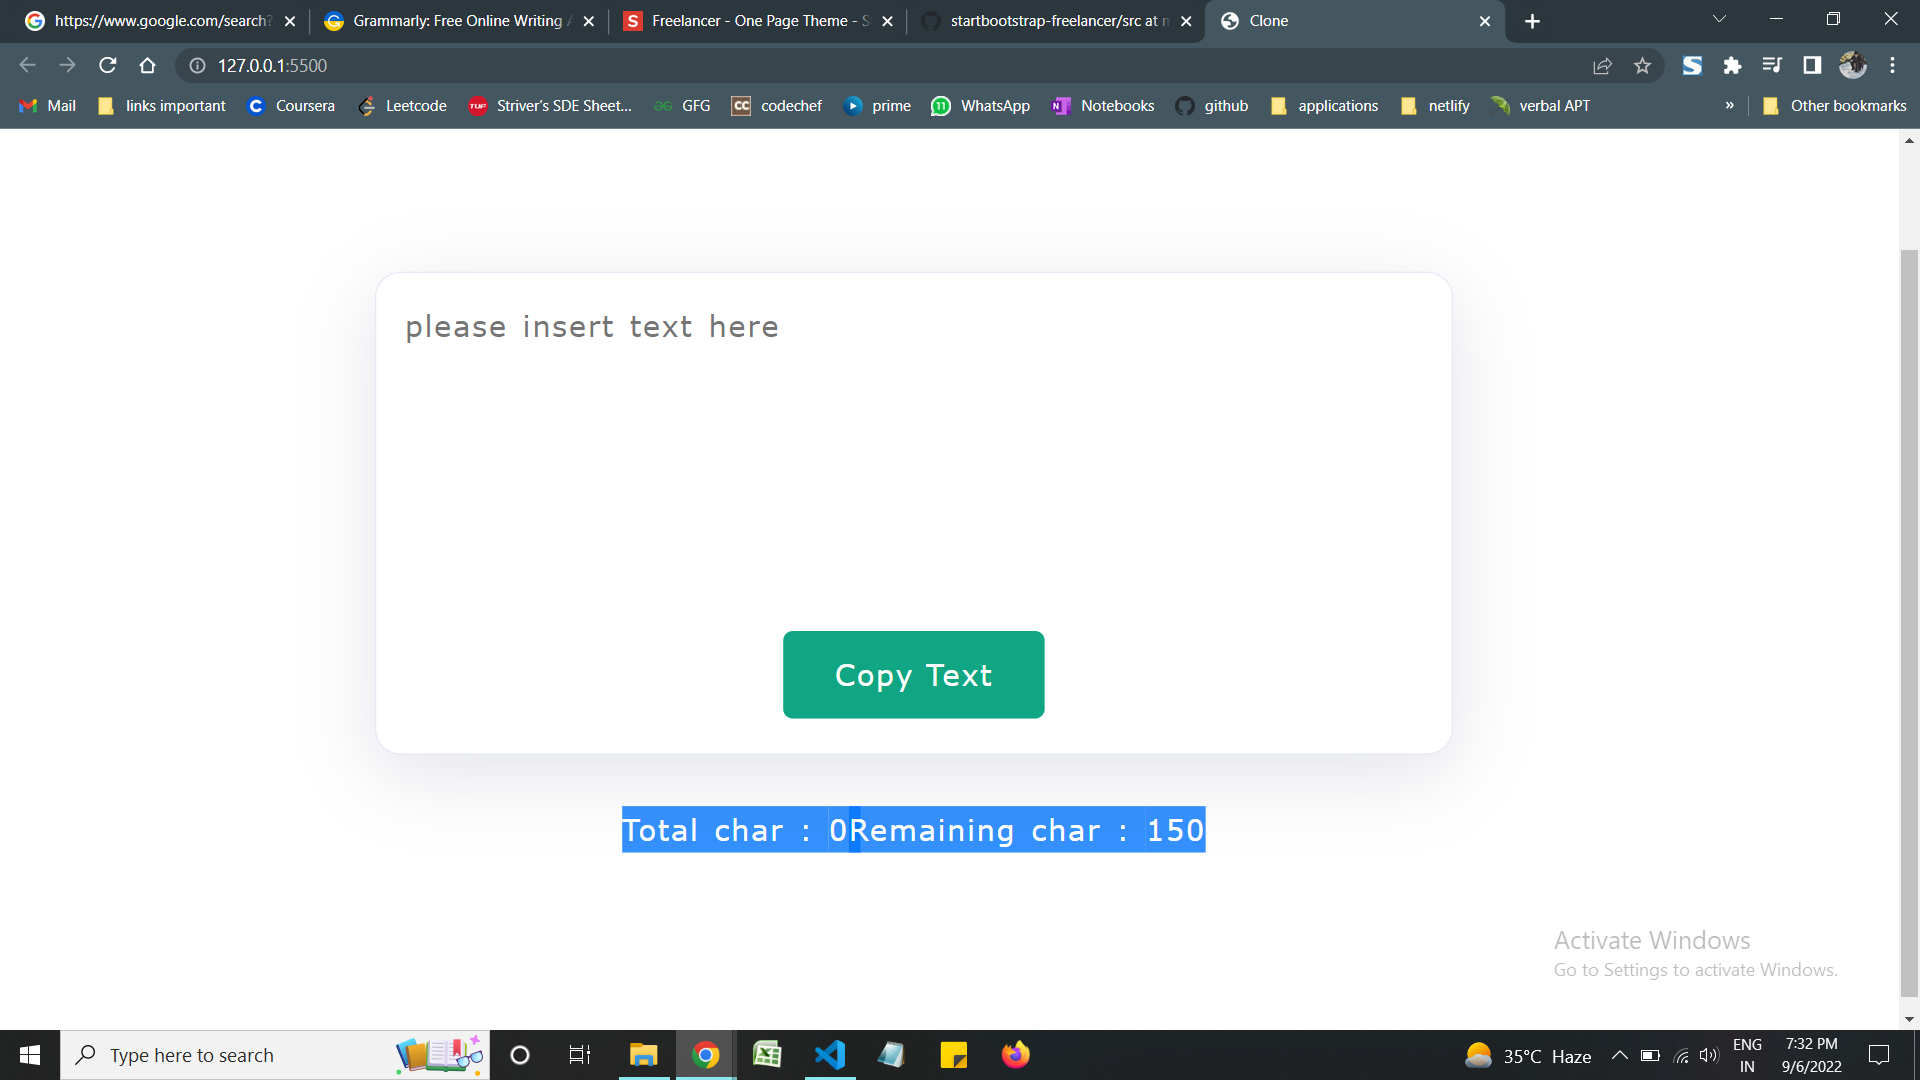 https://www.google.com/search?
Grammarly: Free Online Writing A
Freelancer - One Page Theme - S
startbootstrap-freelancer/src at m
Clone
127.0.0.1:5500
Mail
links important
Coursera
Leetcode
Striver's SDE Sheet...
GFG
codechef
prime
WhatsApp
Notebooks
github
applications
netlify
verbal APT
»
Other bookmarks
please insert text here
Copy Text
Total char : 0Remaining char : 150
Activate Windows
Go to Settings to activate Windows.
Type here to search
35°C Haze
ENG
IN
7:32 PM
9/6/2022